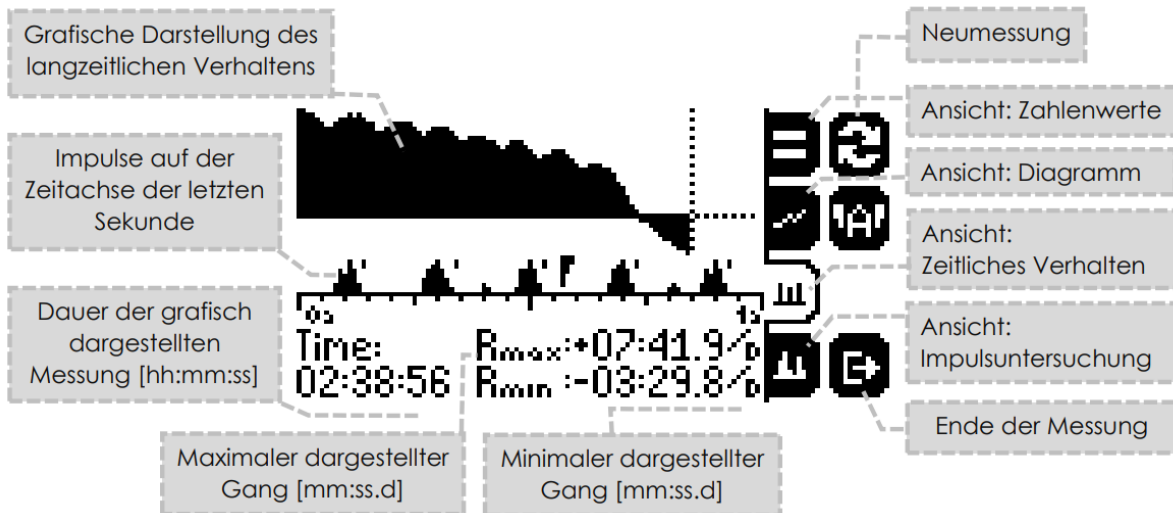 Grafische Darstellung des
langzeitlichen Verhaltens
Impulse auf der
Zeitachse der letzten
Sekunde
Dauer der grafisch
dargestellten
Messung [hh:mm:ss]
0s
1s
Time:
02:38:56
Rmax:+07:41.9/D
Rmin :-03:29.8/D
A
Maximaler dargestellter
Gang [mm:ss.d]
Minimaler dargestellter
Gang [mm:ss.d]
Neumessung
Ansicht: Zahlenwerte
Ansicht: Diagramm
Ansicht:
Zeitliches Verhalten
Ansicht:
Impulsuntersuchung
Ende der Messung